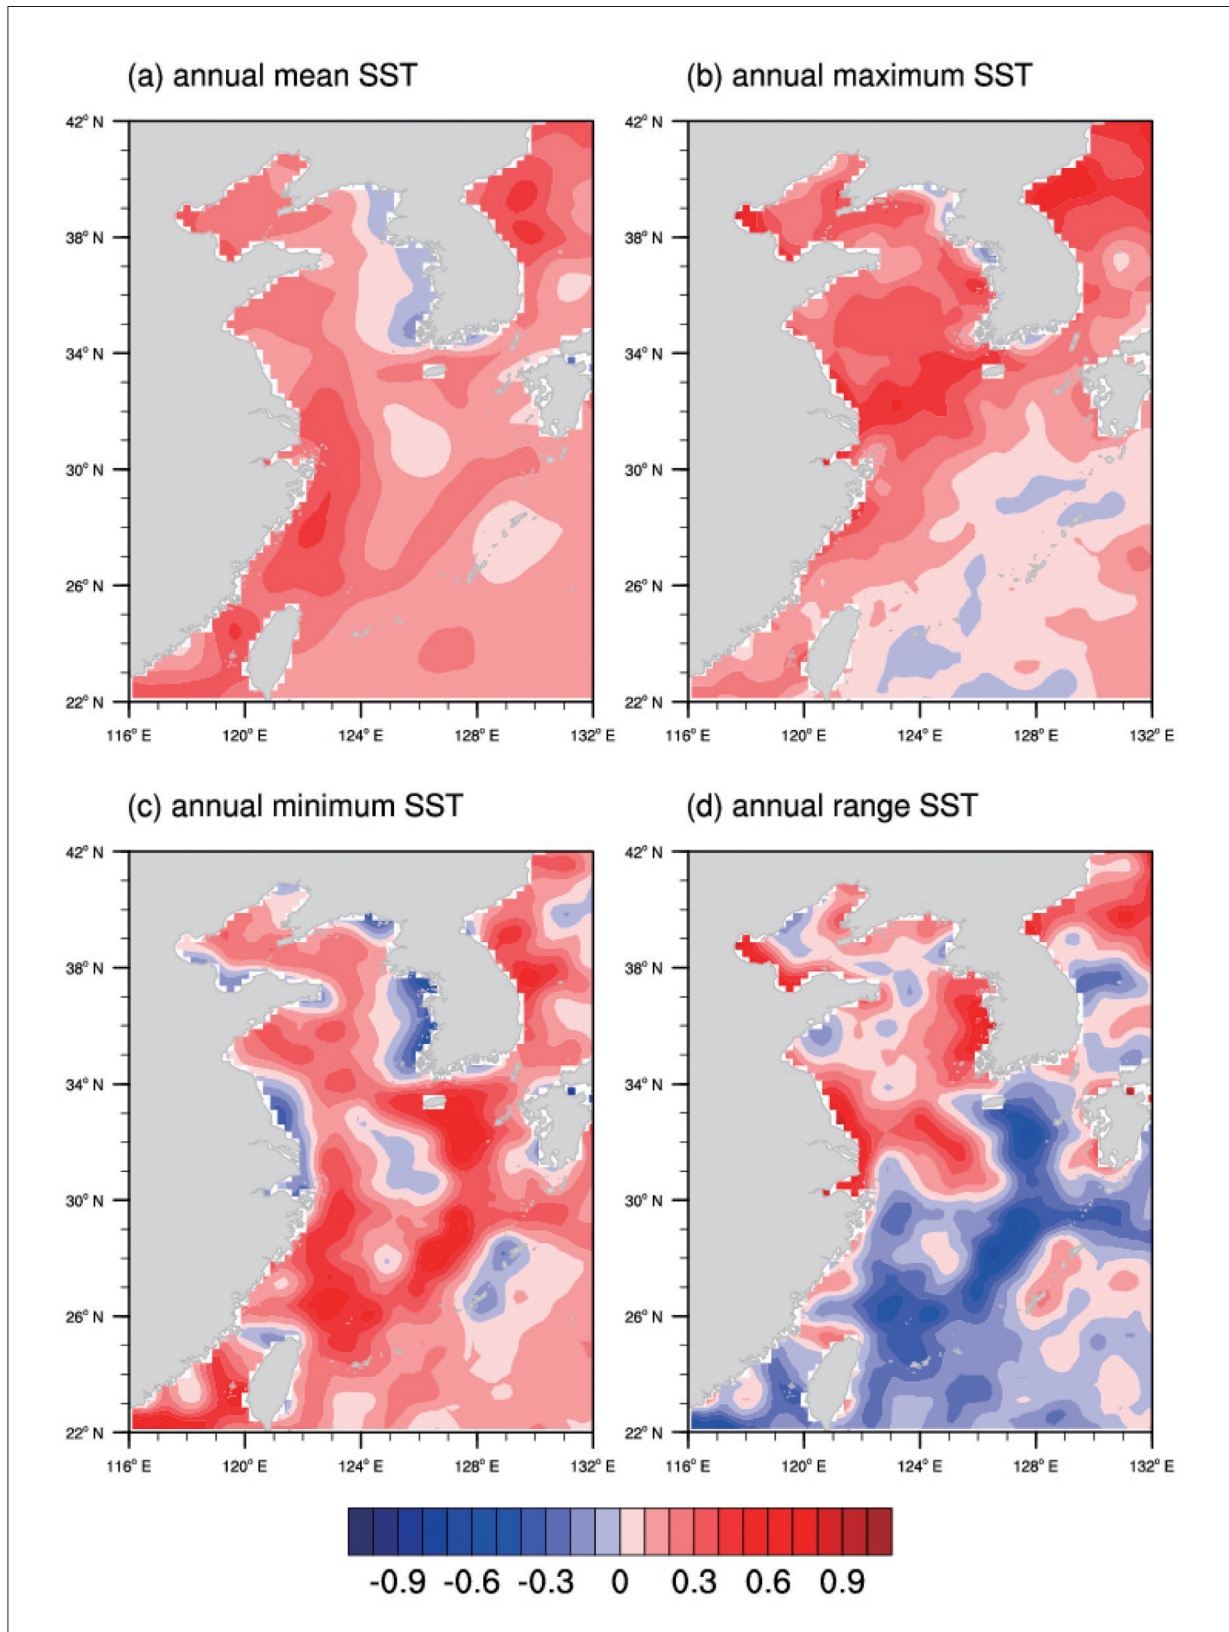 (a) annual mean SST
(b) annual maximum SST
42° N
38° N
34° N
30° N
26° N
22° N
116° E 120° E 124° E 128° E 132° E
42° N
38° N
34° N
30° N
26° N
22° N
116° E 120° E 124° E 128° E 132° E
(c) annual minimum SST
(d) annual range SST
42° N
38° N
34° N
30° N
26° N
22° N
116° E 120° E 124° E 128° E 132° E
42° N
38° N
34° N
30° N
26° N
22° N
116° E 120° E 124° E 128° E 132° E
-0.9 -0.6 -0.3 0 0.3 0.6 0.9